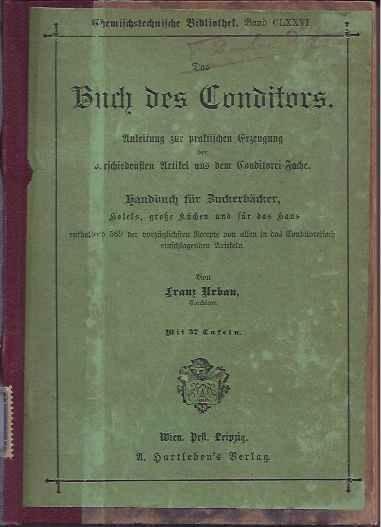 Chemisch-technische Bibliothek. Band CLXXVI.
Das
Buch des Conditors.
Anleitung zur praktischen Erzeugung
der
verschiedensten Artikel aus dem Conditorei-Fache.
Handbuch für Zuckerbäcker,
Hotels, große Küchen und für das Haus
enthaltend 589 der vorzüglichsten Recepte von allen in das Conditoreifach
einschlagenden Artikeln.
Von
Franz Urban,
Conditor.
Mit 37 Tafeln.
Wien. Pest. Leipzig.
A. Hartleben's Verlag.